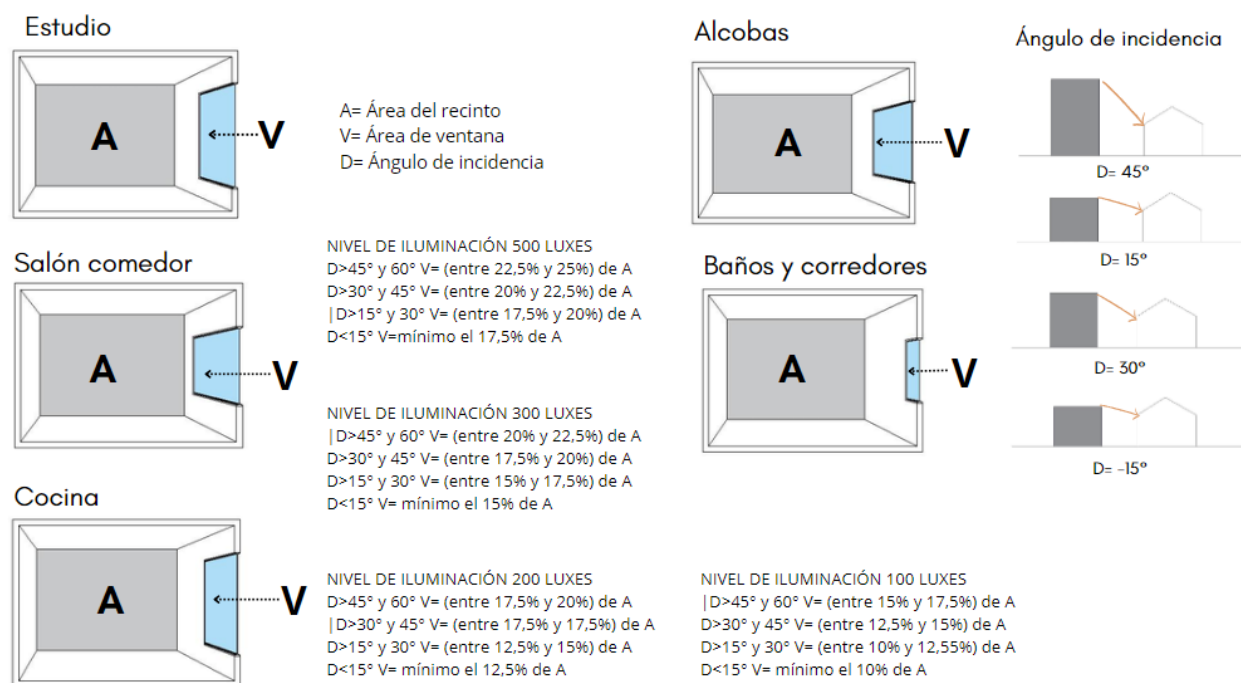 Estudio
A
V
A= Área del recinto
V= Área de ventana
D= Ángulo de incidencia
Salón comedor
A
V
NIVEL DE ILUMINACIÓN 500 LUXES
D>45° y 60° V= (entre 22,5% y 25%) de A
D>30° y 45° V= (entre 20% y 22,5%) de A
|D>15° y 30° V= (entre 17,5% y 20%) de A
D<15° V=mínimo el 17,5% de A
NIVEL DE ILUMINACIÓN 300 LUXES
|D>45° y 60° V= (entre 20% y 22,5%) de A
D>30° y 45° V= (entre 17,5% y 20%) de A
D>15° y 30° V= (entre 15% y 17,5%) de A
D<15° V= mínimo el 15% de A
Cocina
A
V
NIVEL DE ILUMINACIÓN 200 LUXES
D>45° y 60° V= (entre 17,5% y 20%) de A
|D>30° y 45° V= (entre 17,5% y 17,5%) de A
D>15° y 30° V= (entre 12,5% y 15%) de A
D<15° V= mínimo el 12,5% de A
Alcobas
A
V
Baños y corredores
A
V
NIVEL DE ILUMINACIÓN 100 LUXES
|D>45° y 60° V= (entre 15% y 17,5%) de A
D>30° y 45° V= (entre 12,5% y 15%) de A
D>15° y 30° V= (entre 10% y 12,55%) de A
D<15° V= mínimo el 10% de A
Ángulo de incidencia
D= 45°
D= 15°
D= 30°
D= -15°